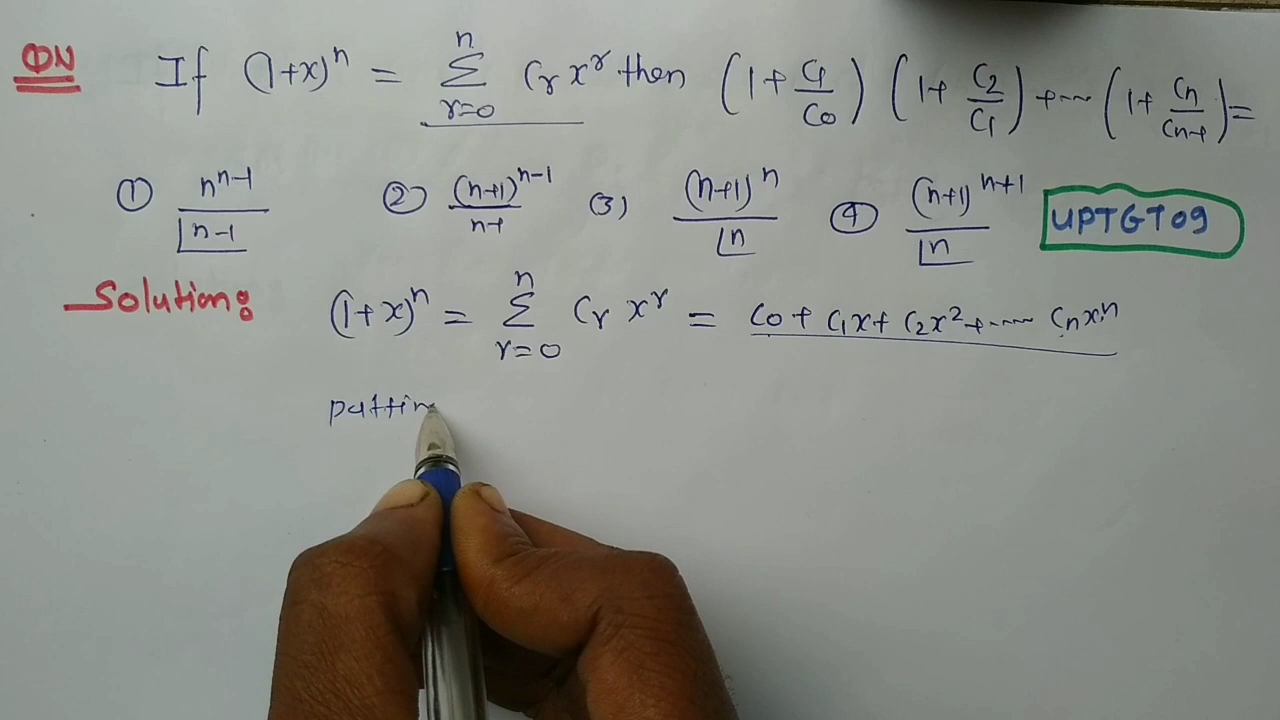 QN If (1+x)^n = Σ_{r=0}^{n} C_r x^r then (1+ C_1/C_0) (1+ C_2/C_1) + ---- (1+ C_n/C_{n-1}) =
① n^{n-1}/⌊n-1 ② (n+1)^{n-1}/n-1 (3) (n+1)^n/⌊n ④ (n+1)^{n+1}/⌊n UPTGT09
Solution: (1+x)^n = Σ_{r=0}^{n} C_r x^r = C_0 + C_1x + C_2x^2 + ---- C_n x^n
puttin